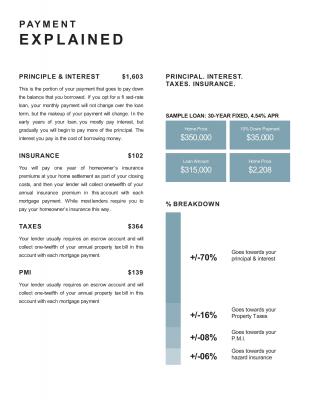 PAYMENT
EXPLAINED
PRINCIPLE & INTEREST $1,603
This is the portion of your payment that goes to pay down
the balance that you borrowed. If you opt for a fi xed-rate
loan, your monthly payment will not change over the loan
term, but the makeup of your payment will change. In the
early years of your loan, you mostly pay interest, but
gradually you will begin to pay more of the principal. The
interest you pay is the cost of borrowing money.
INSURANCE $102
You will pay one year of homeowner's insurance
premiums at your home settlement as part of your closing
costs, and then your lender will collect onetwelfth of your
annual insurance premium in this account with each
mortgage payment. While most lenders require you to
pay your homeowner's insurance this way.
TAXES $364
Your lender usually requires an escrow account and will
collect one-twelfth of your annual property tax bill in this
account with each mortgage payment.
PMI $139
Your lender usually requires an escrow account and will
collect one-twelfth of your annual property tax bill in this
account with each mortgage payment
PRINCIPAL. INTEREST.
TAXES. INSURANCE.
SAMPLE LOAN: 30-YEAR FIXED, 4.54% APR
Home Price
$350,000
10% Down Payment
$35,000
Loan Amount
$315,000
Home Price
$2,208
% BREAKDOWN
+/-70%
Goes towards your
principal & interest
+/-16%
Goes towards your
Property Taxes
+/-08%
Goes towards your
P.M.I.
+/-06%
Goes towards your
hazard insurance